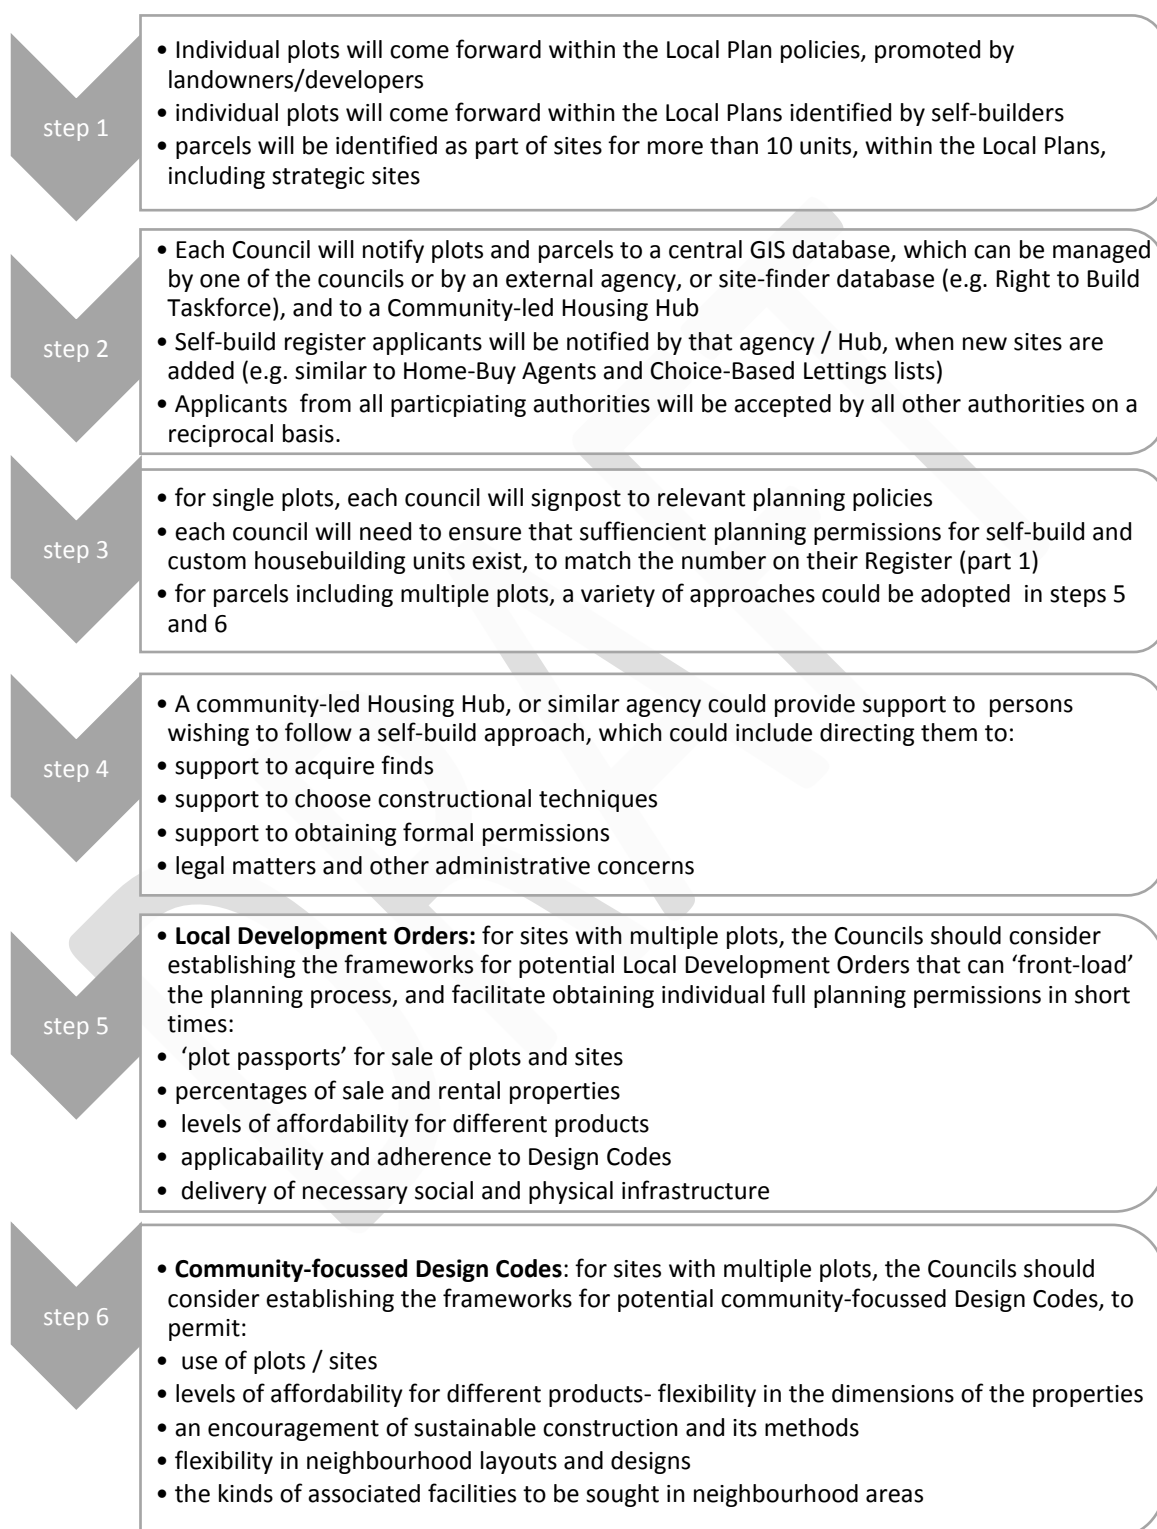 step 1
• Individual plots will come forward within the Local Plan policies, promoted by
landowners/developers
• individual plots will come forward within the Local Plans identified by self-builders
• parcels will be identified as part of sites for more than 10 units, within the Local Plans,
including strategic sites
step 2
• Each Council will notify plots and parcels to a central GIS database, which can be managed
by one of the councils or by an external agency, or site-finder database (e.g. Right to Build
Taskforce), and to a Community-led Housing Hub
• Self-build register applicants will be notified by that agency / Hub, when new sites are
added (e.g. similar to Home-Buy Agents and Choice-Based Lettings lists)
• Applicants from all particpiating authorities will be accepted by all other authorities on a
reciprocal basis.
step 3
• for single plots, each council will signpost to relevant planning policies
• each council will need to ensure that suffiencient planning permissions for self-build and
custom housebuilding units exist, to match the number on their Register (part 1)
• for parcels including multiple plots, a variety of approaches could be adopted in steps 5
and 6
step 4
• A community-led Housing Hub, or similar agency could provide support to persons
wishing to follow a self-build approach, which could include directing them to:
• support to acquire finds
• support to choose constructional techniques
• support to obtaining formal permissions
• legal matters and other administrative concerns
step 5
• Local Development Orders: for sites with multiple plots, the Councils should consider
establishing the frameworks for potential Local Development Orders that can ‘front-load’
the planning process, and facilitate obtaining individual full planning permissions in short
times:
• ‘plot passports’ for sale of plots and sites
• percentages of sale and rental properties
• levels of affordability for different products
• applicabaility and adherence to Design Codes
• delivery of necessary social and physical infrastructure
step 6
• Community-focussed Design Codes: for sites with multiple plots, the Councils should
consider establishing the frameworks for potential community-focussed Design Codes, to
permit:
• use of plots / sites
• levels of affordability for different products- flexibility in the dimensions of the properties
• an encouragement of sustainable construction and its methods
• flexibility in neighbourhood layouts and designs
• the kinds of associated facilities to be sought in neighbourhood areas
DRAFT